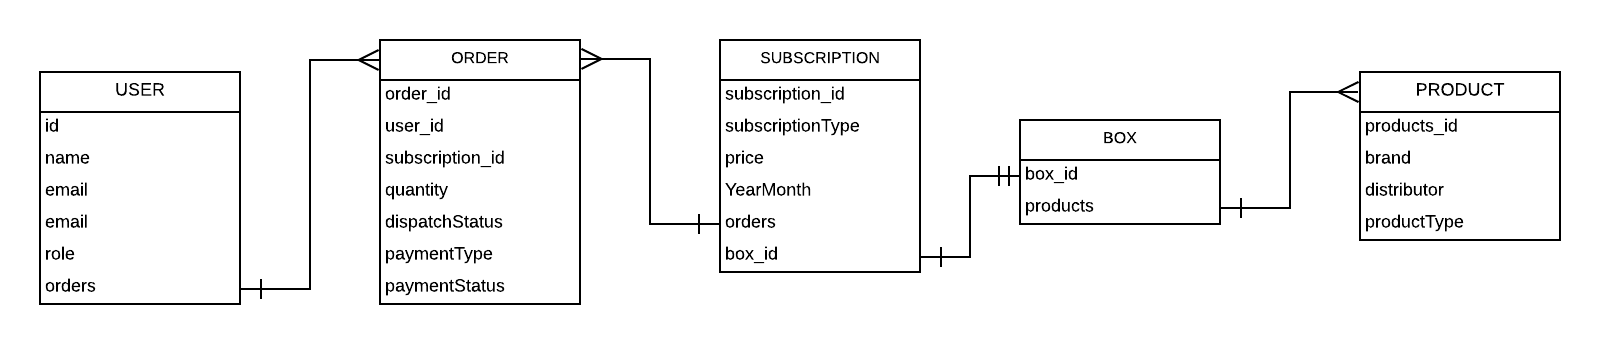 USER
id
name
email
email
role
orders
ORDER
order_id
user_id
subscription_id
quantity
dispatchStatus
paymentType
paymentStatus
SUBSCRIPTION
subscription_id
subscriptionType
price
YearMonth
orders
box_id
BOX
box_id
products
PRODUCT
products_id
brand
distributor
productType